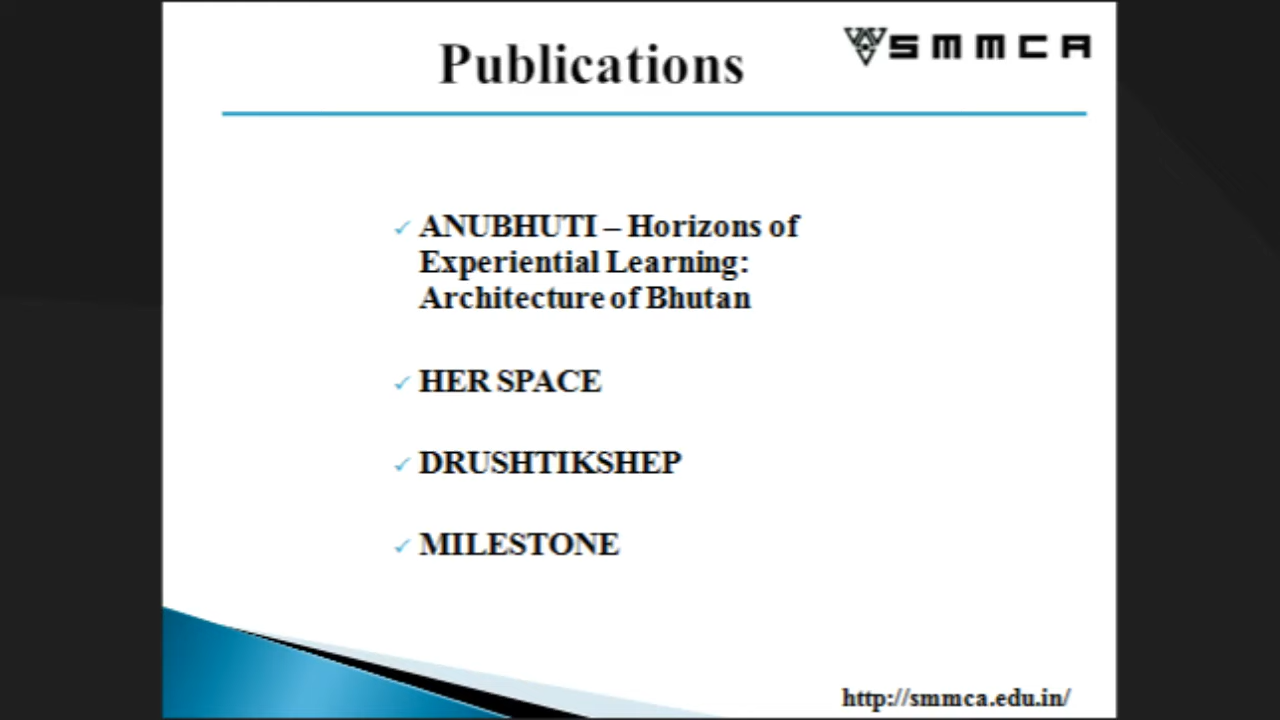 Publications
SMMCA
ANUBHUTI – Horizons of
Experiential Learning:
Architecture of Bhutan
HER SPACE
DRUSHTIKSHEP
MILESTONE
http://smmca.edu.in/